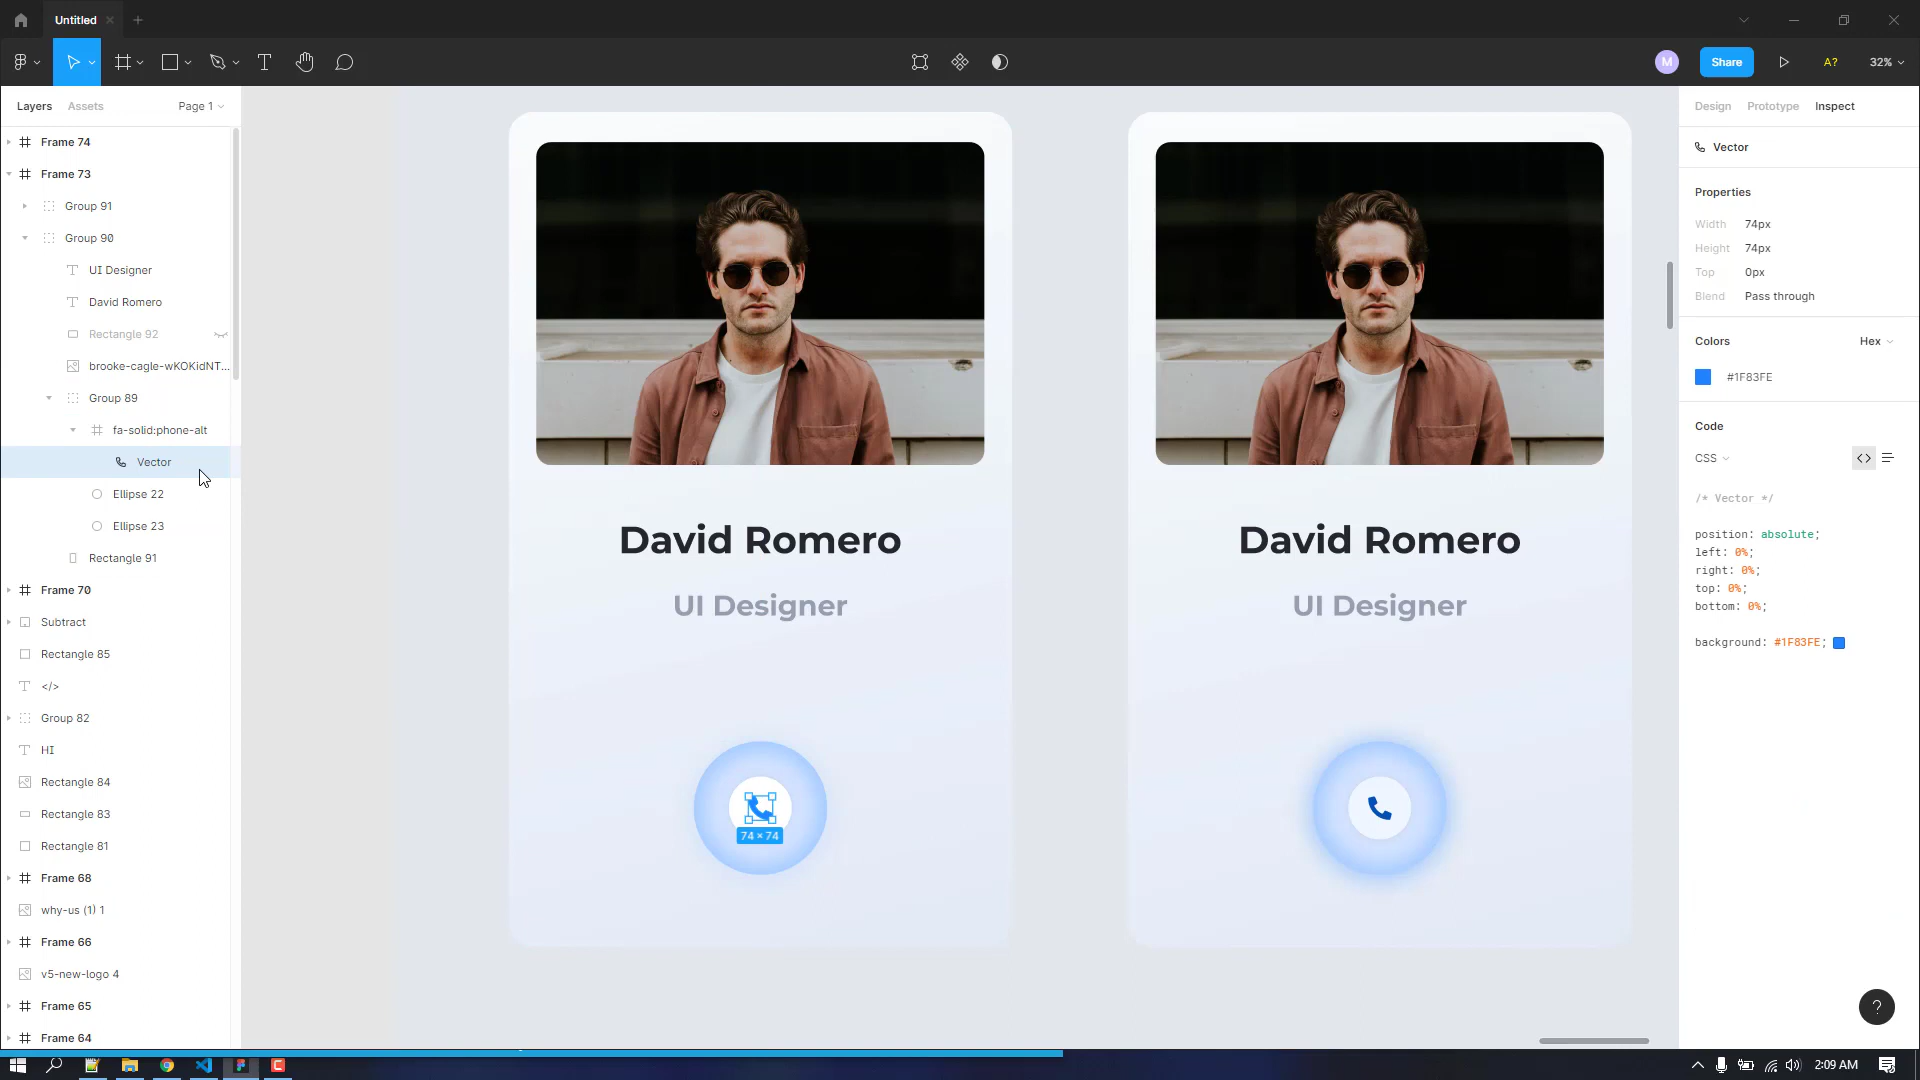 Untitled
Share
M
A?
32%
Layers
Assets
Page 1
Frame 74
Frame 73
Group 91
Group 90
UI Designer
David Romero
Rectangle 92
brooke-cagle-wKOKidNT...
Group 89
fa-solid:phone-alt
Vector
Ellipse 22
Ellipse 23
Rectangle 91
Frame 70
Subtract
Rectangle 85
</>
Group 82
HI
Rectangle 84
Rectangle 83
Rectangle 81
Frame 68
why-us (1) 1
Frame 66
v5-new-logo 4
Frame 65
Frame 64
David Romero
UI Designer
74 × 74
David Romero
UI Designer
Design
Prototype
Inspect
Vector
Properties
Width 74px
Height 74px
Top 0px
Blend Pass through
Colors
Hex
#1F83FE
Code
CSS
/* Vector */
position: absolute;
left: 0%;
right: 0%;
top: 0%;
bottom: 0%;
background: #1F83FE;
?
2:09 AM